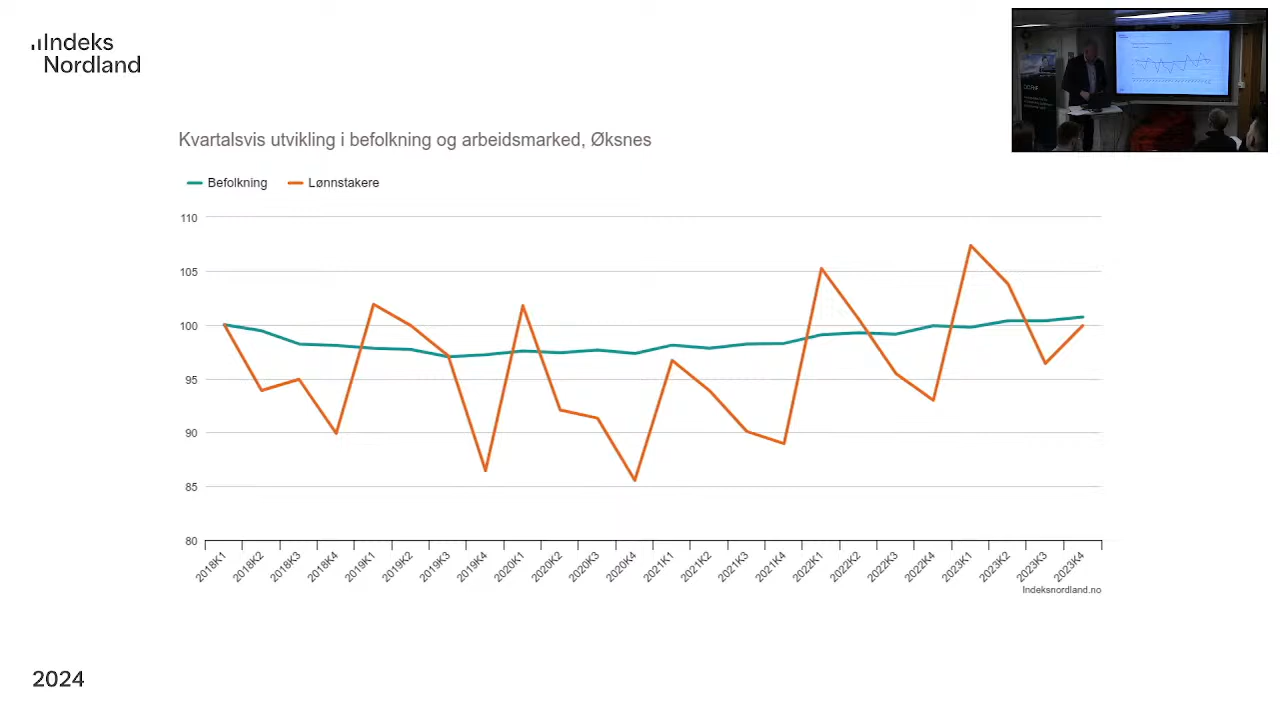 Indeks
Nordland
Kvartalsvis utvikling i befolkning og arbeidsmarked, Øksnes
Befolkning
Lønnstakere
110
105
100
95
90
85
80
2018K1
2018K2
2018K3
2018K4
2019K1
2019K2
2019K3
2019K4
2020K1
2020K2
2020K3
2020K4
2021K1
2021K2
2021K3
2021K4
2022K1
2022K2
2022K3
2022K4
2023K1
2023K2
2023K3
2023K4
Indeksnordland.no
2024